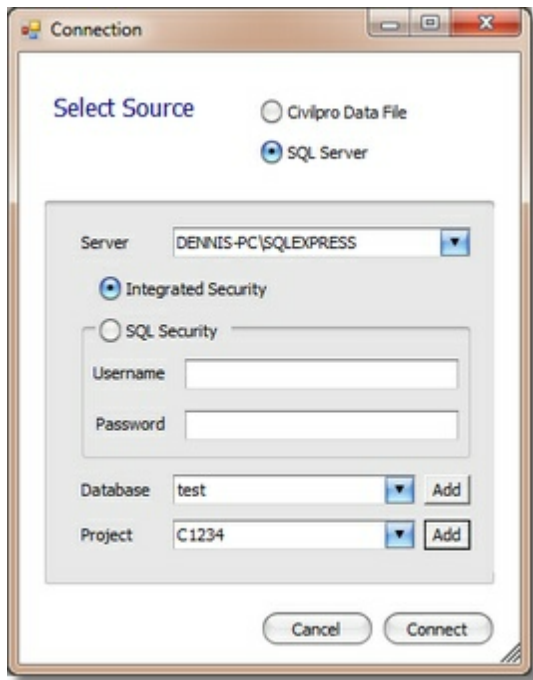 Connection
Select Source
Civilpro Data File
SQL Server
Server DENNIS-PC\SQLEXPRESS
Integrated Security
SQL Security
Username
Password
Database test Add
Project C1234 Add
Cancel Connect